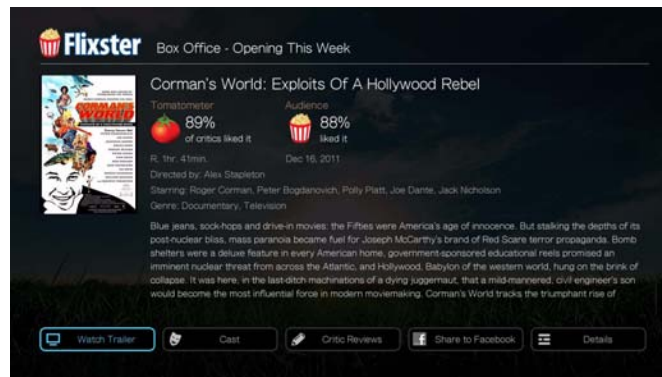 Flixster Box Office - Opening This Week
Corman's World: Exploits Of A Hollywood Rebel
Tomatometer Audience
89% 88%
of critics liked it liked it
R, 1hr. 41min. Dec 16, 2011
Directed by: Alex Stapleton
Starring: Roger Corman, Peter Bogdanovich, Polly Platt, Joe Dante, Jack Nicholson
Genre: Documentary, Television
Blue jeans, sock-hops and drive-in movies: the Fifties were America's age of innocence. But stalking the depths of its
post-nuclear bliss, mass paranoia became fuel for Joseph McCarthy's brand of Red Scare terror propaganda. Bomb
shelters were a deluxe feature in every American home, government-sponsored educational reels promised an
imminent nuclear threat from across the Atlantic, and Hollywood, Babylon of the western world, hung on the brink of
collapse. It was here, in the last-ditch machinations of a dying juggernaut, that a mild-mannered, civil engineer's son
would become the most influential force in modern moviemaking. Corman's World tracks the triumphant rise of
CORMAN'S
WORLD
Watch Trailer Cast Critic Reviews Share to Facebook Details